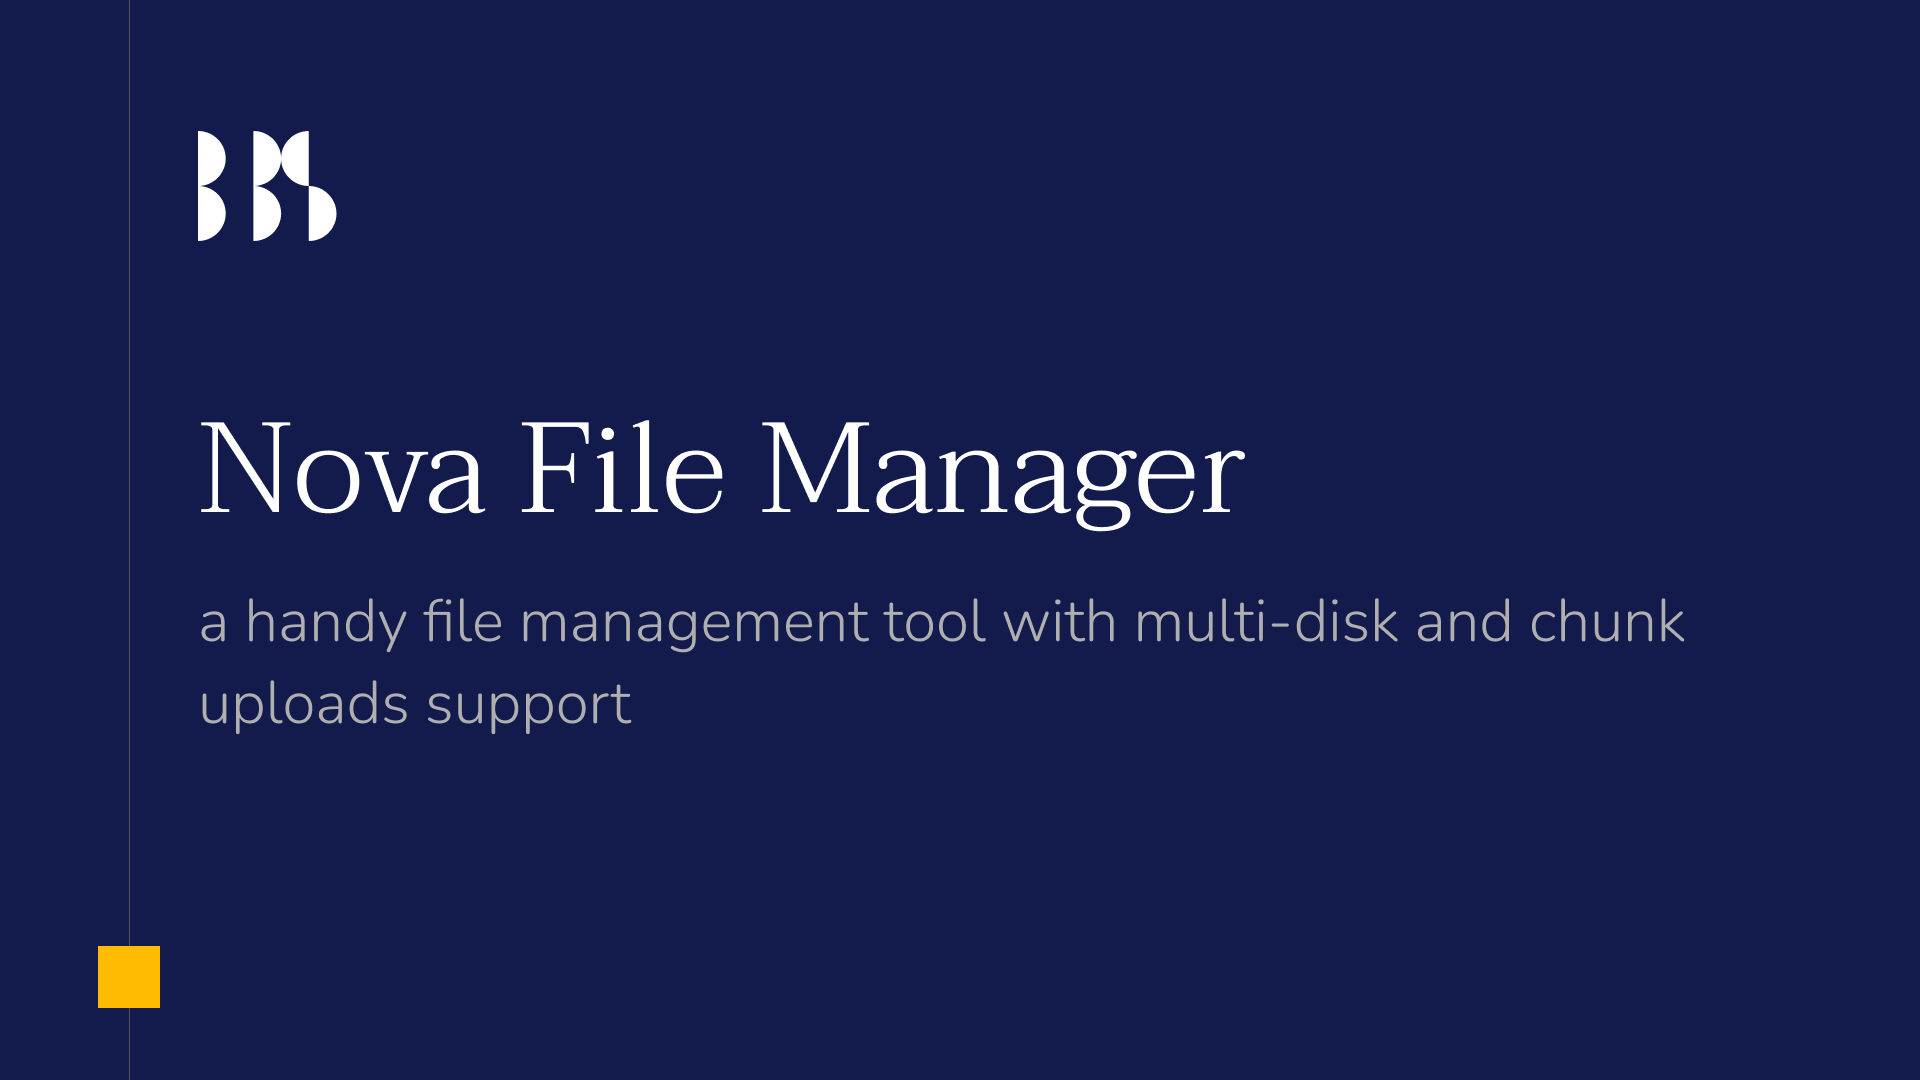 Nova File Manager
a handy file management tool with multi-disk and chunk
uploads support